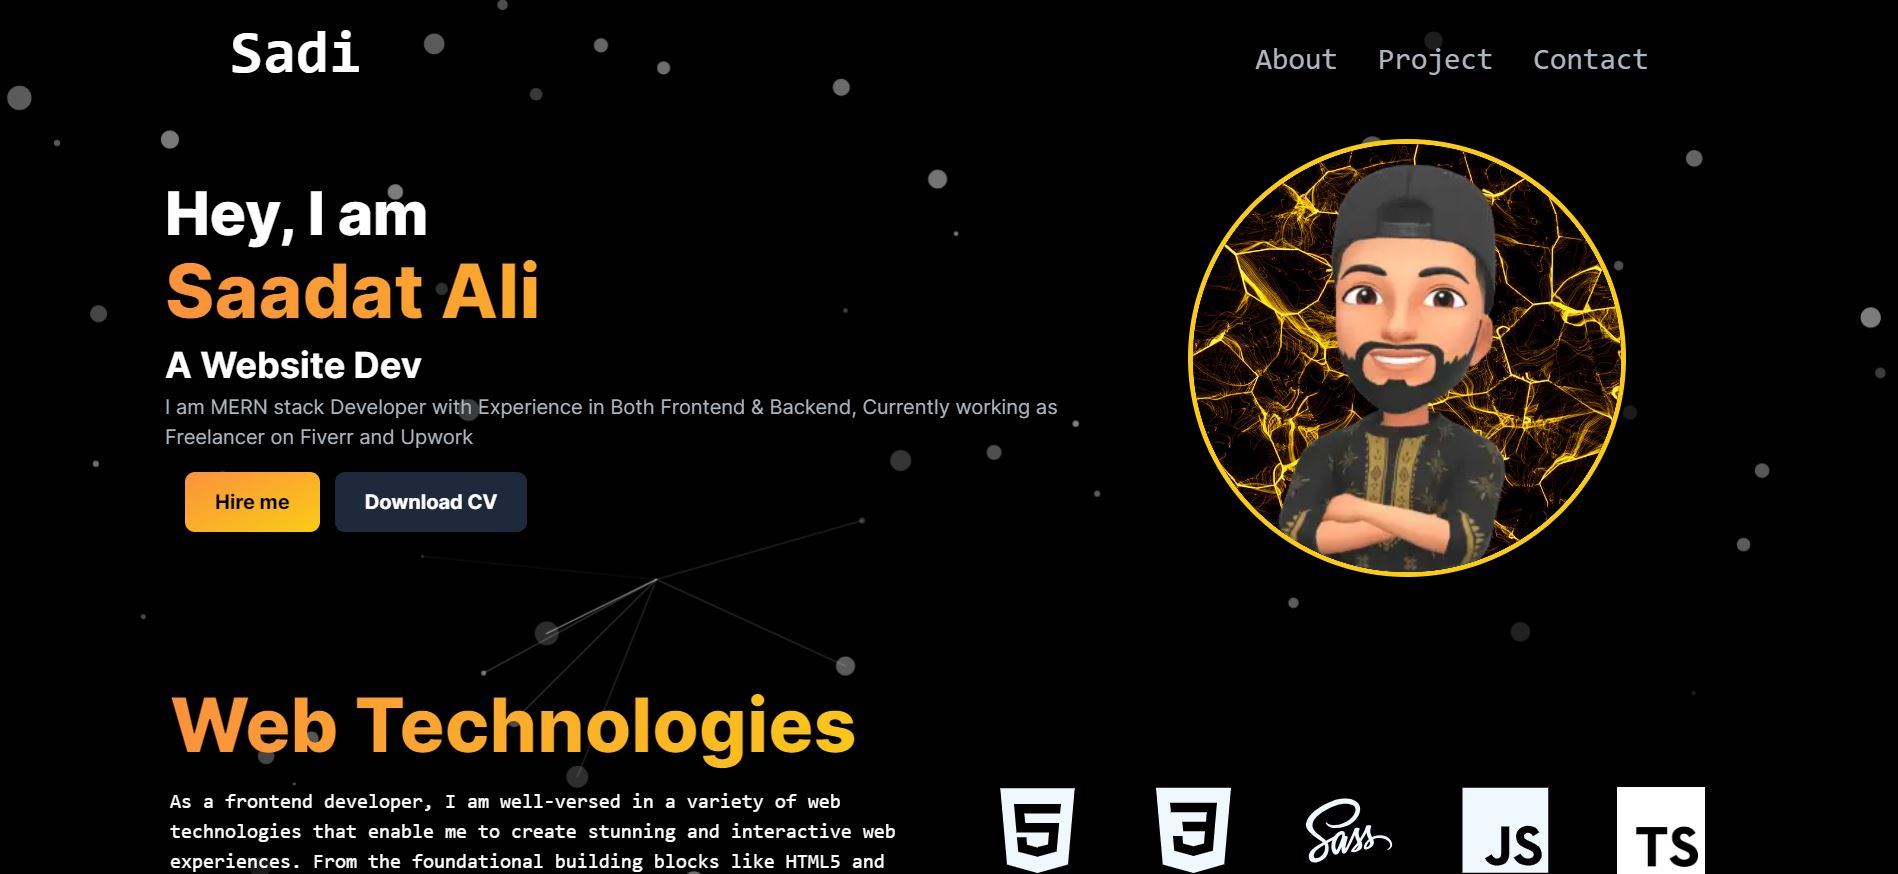 Sadi
About Project Contact
Hey, I am
Saadat Ali
A Website Dev
I am MERN stack Developer with Experience in Both Frontend & Backend, Currently working as
Freelancer on Fiverr and Upwork
Hire me
Download CV
Web Technologies
As a frontend developer, I am well-versed in a variety of web
technologies that enable me to create stunning and interactive web
experiences. From the foundational building blocks like HTML5 and
5
3
Sass
JS
TS